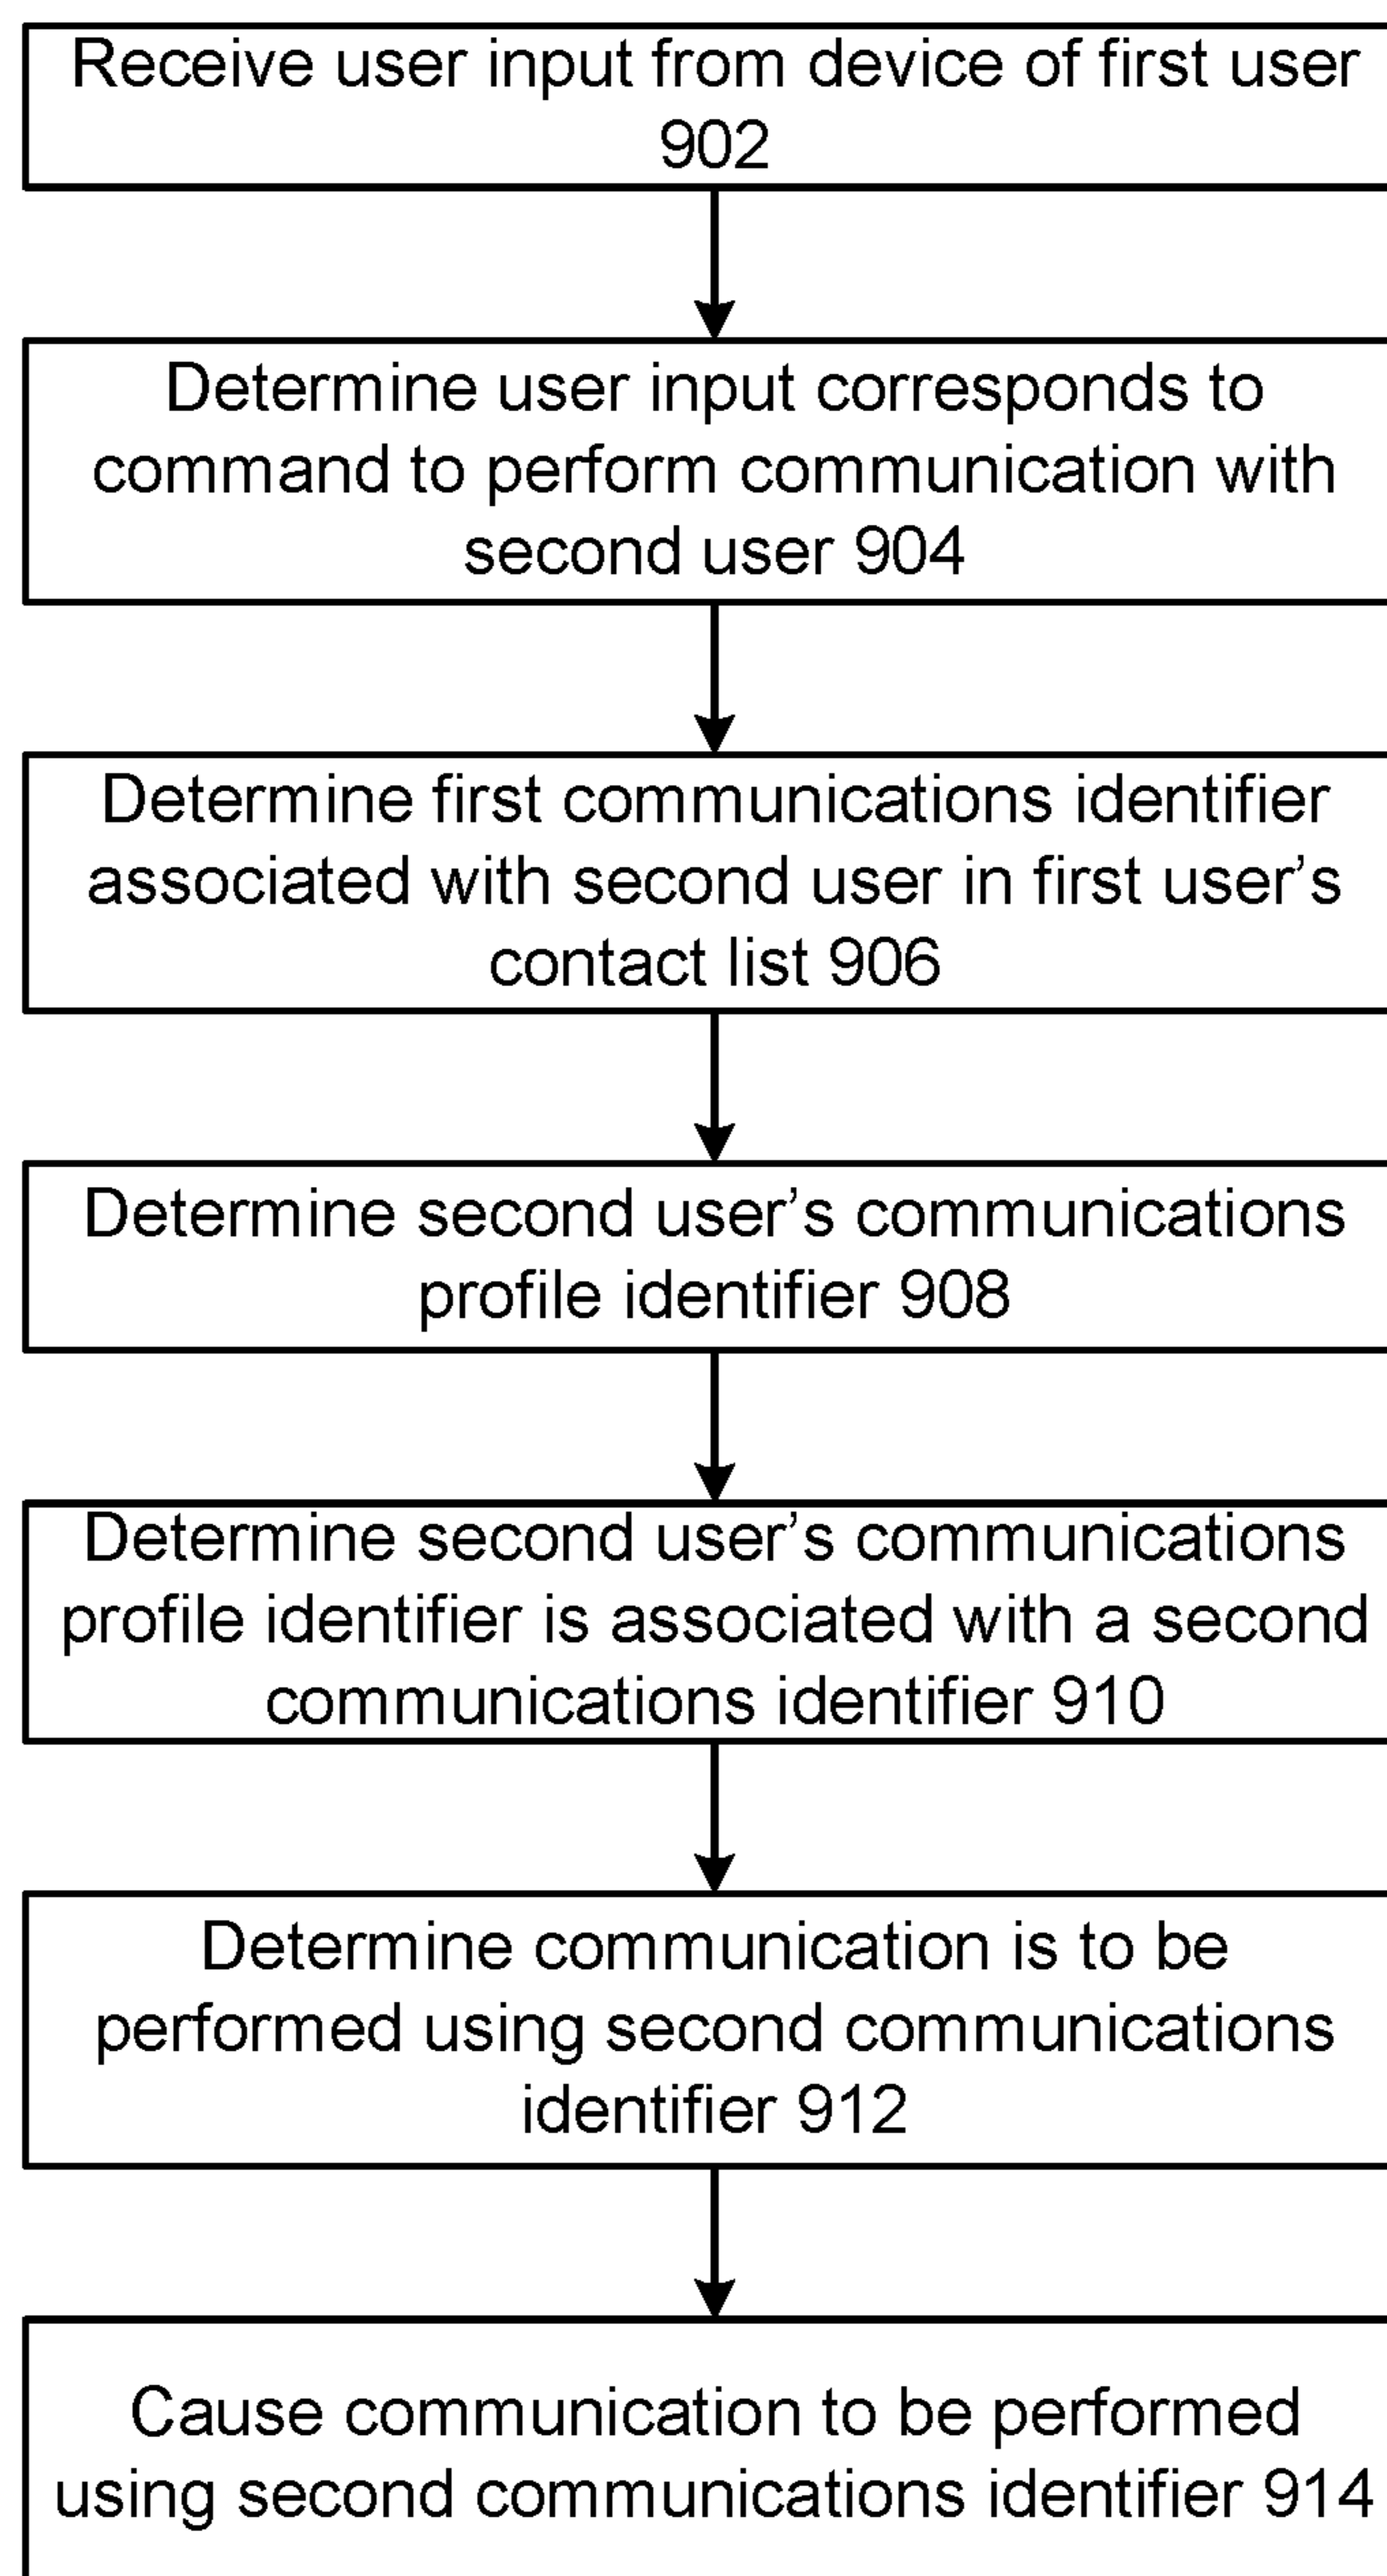 Receive user input from device of first user
902
Determine user input corresponds to
command to perform communication with
second user 904
Determine first communications identifier
associated with second user in first user’s
contact list 906
Determine second user’s communications
profile identifier 908
Determine second user’s communications
profile identifier is associated with a second
communications identifier 910
Determine communication is to be
performed using second communications
identifier 912
Cause communication to be performed
using second communications identifier 914